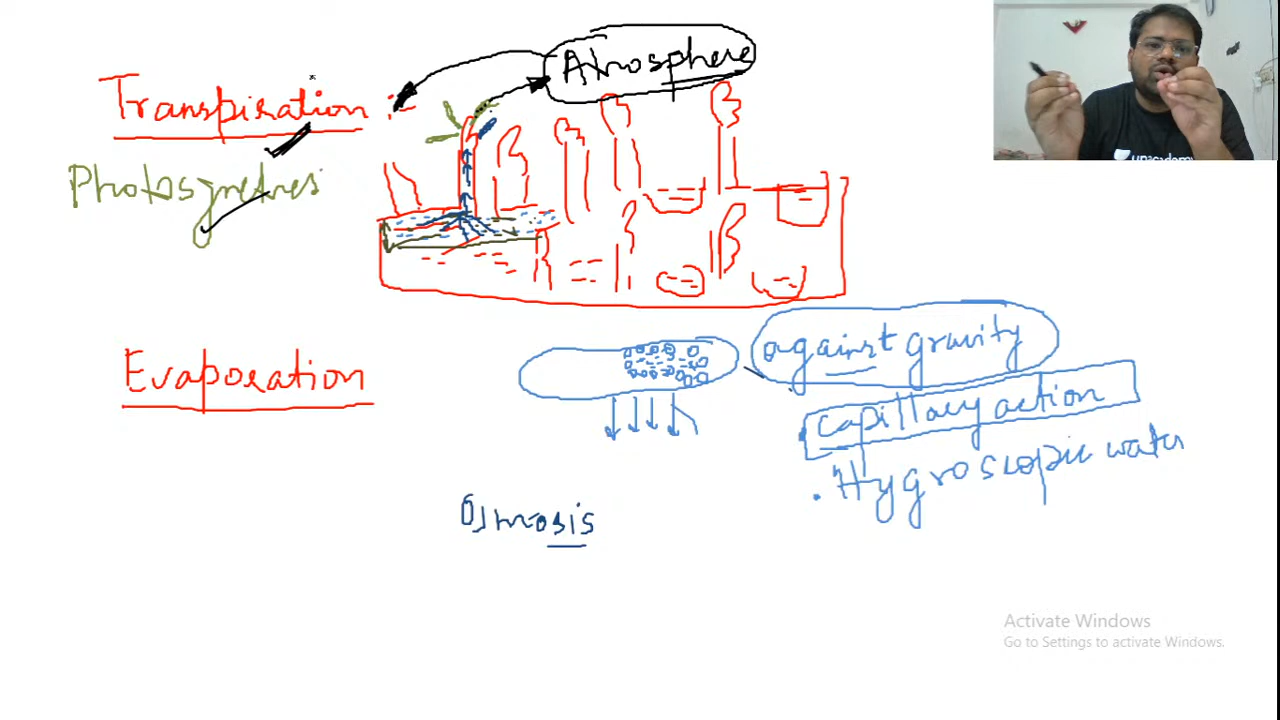 Atmosphere
Transpiration :-
Photosynthesis
against gravity
Evaporation
capillary action
. Hygroscopic water
Osmosis
unacademy
Activate Windows
Go to Settings to activate Windows.